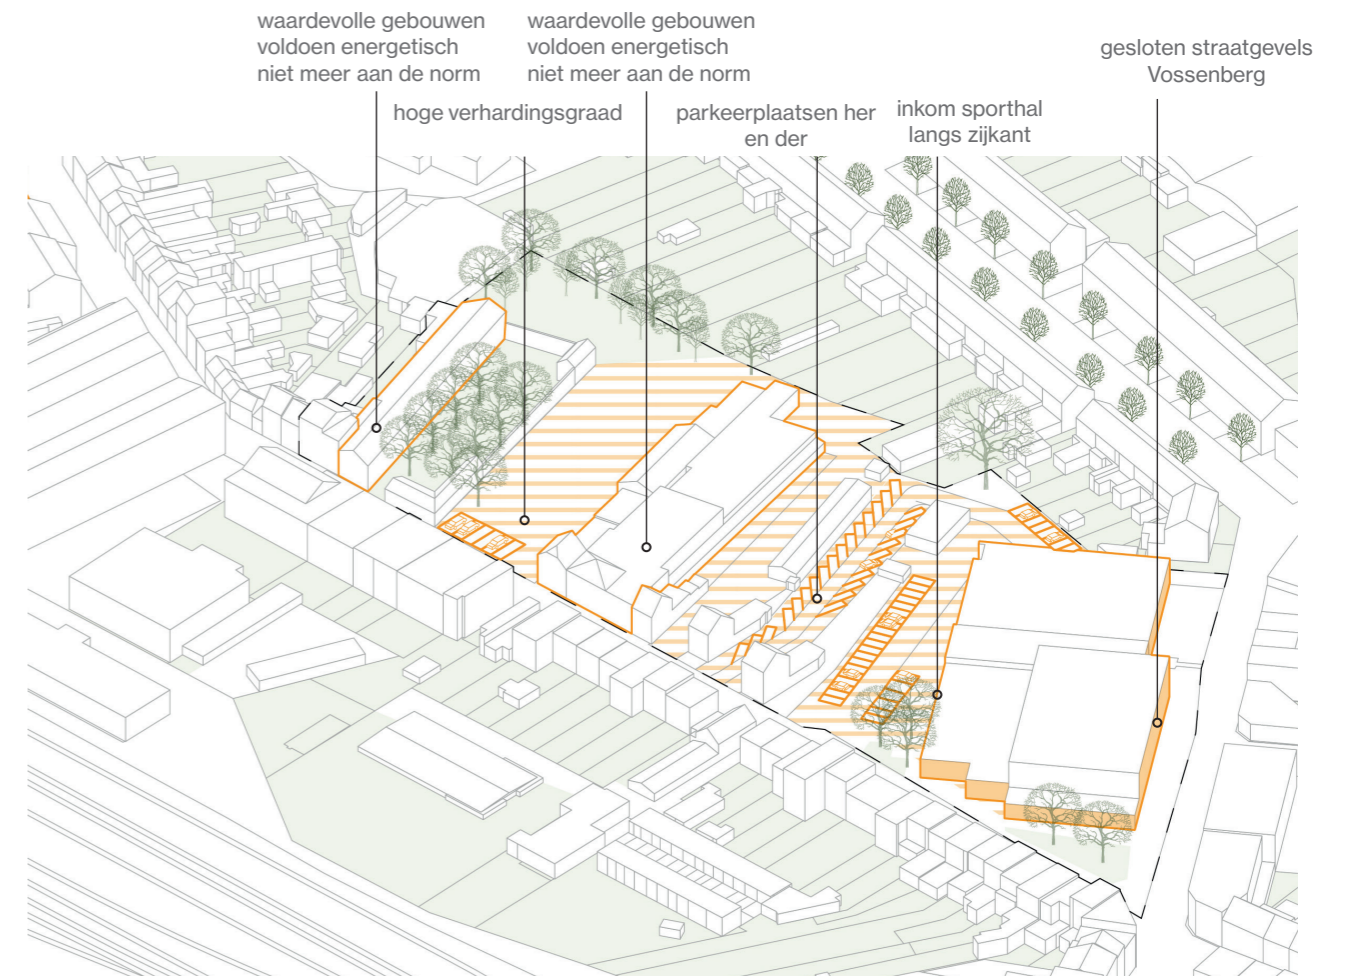 waardevolle gebouwen
voldoen energetisch
niet meer aan de norm
waardevolle gebouwen
voldoen energetisch
niet meer aan de norm
gesloten straatgevels
Vossenberg
hoge verhardingsgraad
parkeerplaatsen her
en der
inkom sporthal
langs zijkant